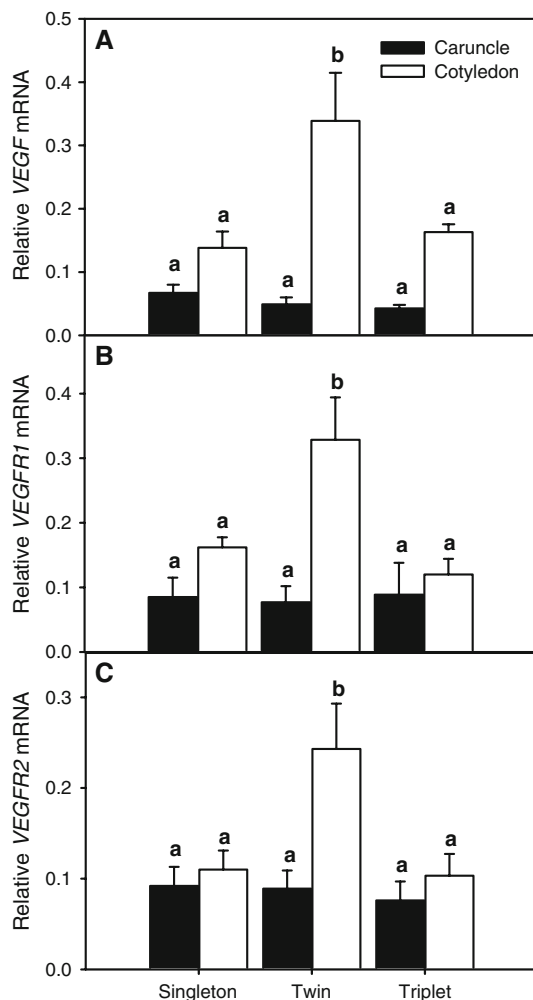 A
Caruncle
Cotyledon
Relative VEGF mRNA
0.5
0.4
0.3
0.2
0.1
0.0
a
a
a
b
a
a
B
Relative VEGFR1 mRNA
0.4
0.3
0.2
0.1
0.0
a
a
a
b
a
a
C
Relative VEGFR2 mRNA
0.3
0.2
0.1
0.0
a
a
a
b
a
a
Singleton Twin Triplet